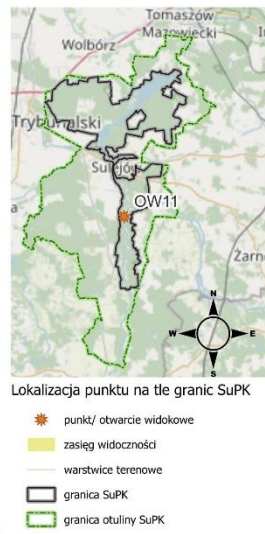 Tomaszów
Mazowiecki
Wolbórz
Trybunalski
Sulejów
OW11
Żarn
N
W
E
S
Lokalizacja punktu na tle granic SuPK
punkt/ otwarcie widokowe
zasięg widoczności
warstwice terenowe
granica SuPK
granica otuliny SuPK